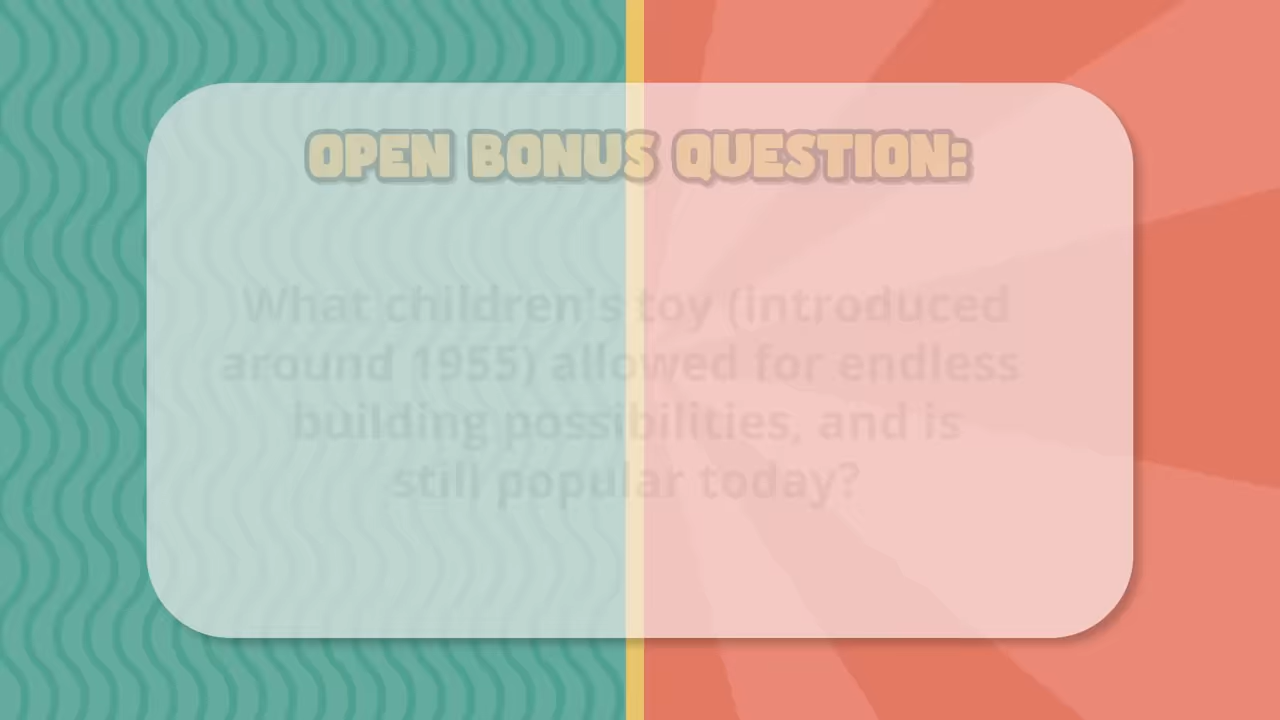 OPEN BONUS QUESTION:
What children's toy (introduced
around 1955) allowed for endless
building possibilities, and is
still popular today?